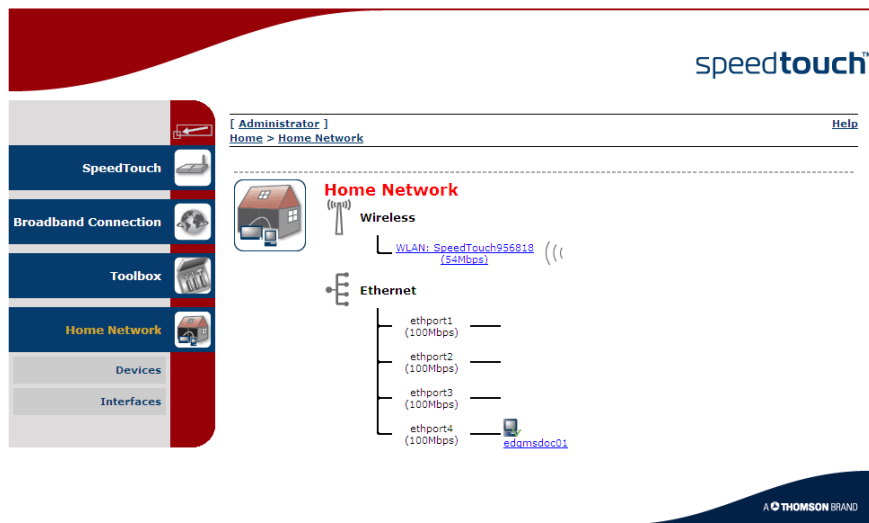 speedtouch™
[ Administrator ]
Help
Home > Home Network
SpeedTouch
Broadband Connection
Toolbox
Home Network
Devices
Interfaces
Home Network
Wireless
WLAN: SpeedTouch956818
(54Mbps)
Ethernet
ethport1
(100Mbps)
ethport2
(100Mbps)
ethport3
(100Mbps)
ethport4
(100Mbps)
edqmsdoc01
A THOMSON BRAND